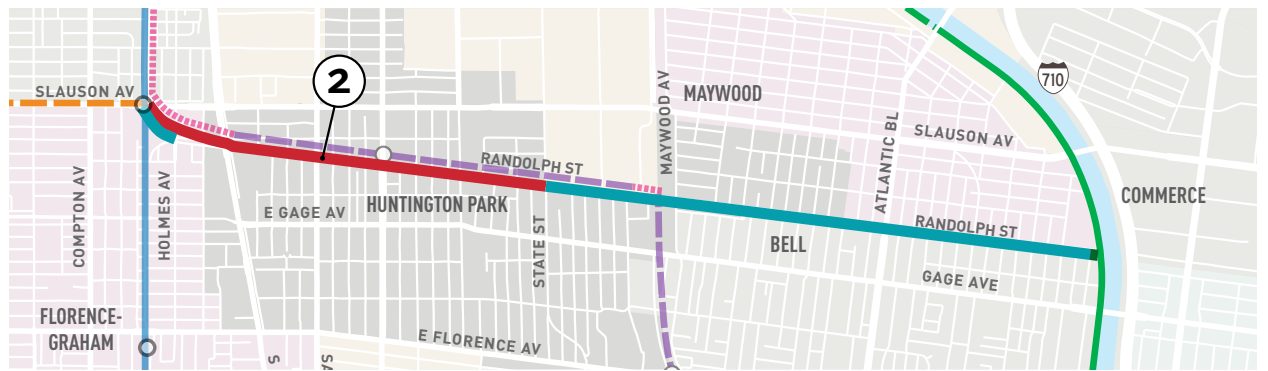 SLAUSON AV
2
MAYWOOD AV
MAYWOOD
710
SLAUSON AV
ATLANTIC BL
COMMERCE
COMPTON AV
HOLMES AV
RANDOLPH ST
E GAGE AV
HUNTINGTON PARK
STATE ST
BELL
RANDOLPH ST
GAGE AVE
FLORENCE-
GRAHAM
E FLORENCE AV
S
SA